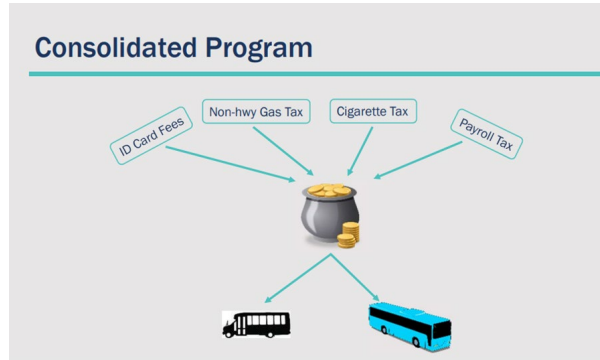 Consolidated Program
ID Card Fees
Non-hwy Gas Tax
Cigarette Tax
Payroll Tax